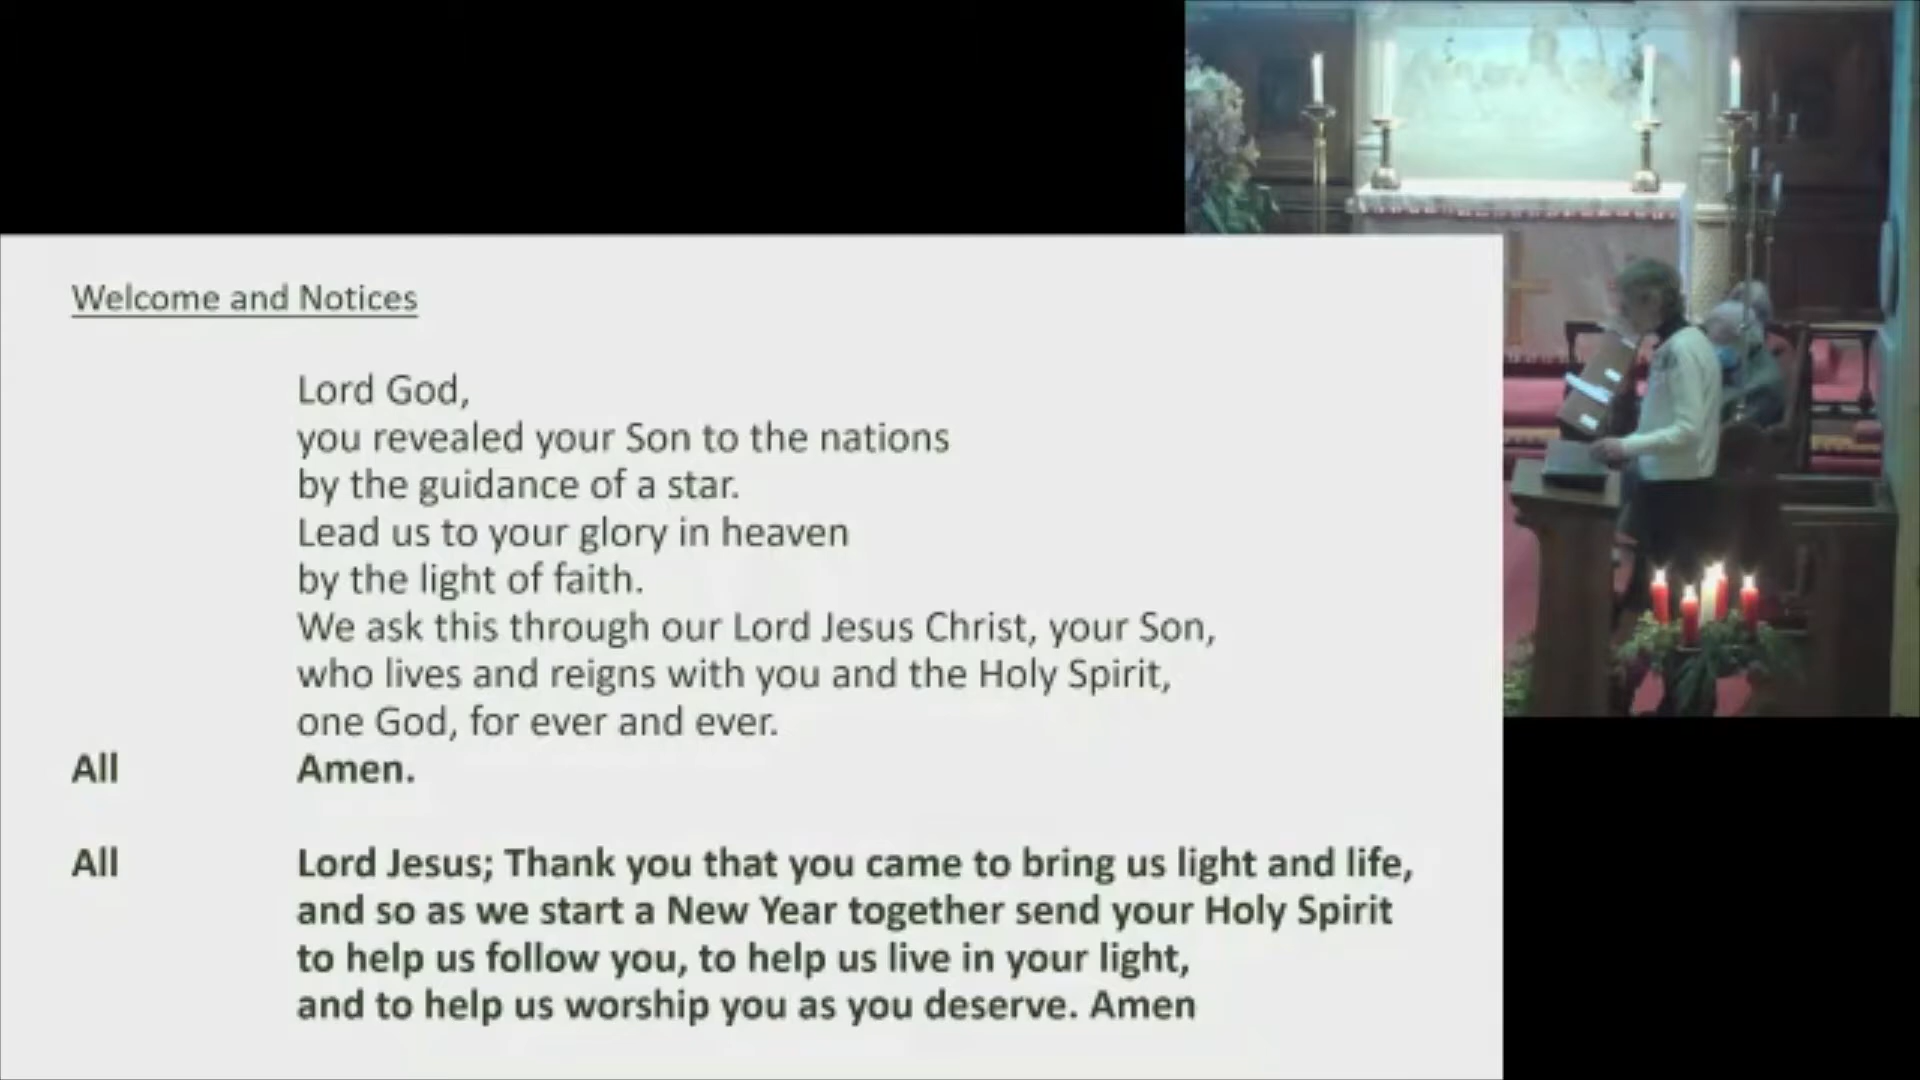 Welcome and Notices
Lord God,
you revealed your Son to the nations
by the guidance of a star.
Lead us to your glory in heaven
by the light of faith.
We ask this through our Lord Jesus Christ, your Son,
who lives and reigns with you and the Holy Spirit,
one God, for ever and ever.
All Amen.
All Lord Jesus; Thank you that you came to bring us light and life,
and so as we start a New Year together send your Holy Spirit
to help us follow you, to help us live in your light,
and to help us worship you as you deserve. Amen